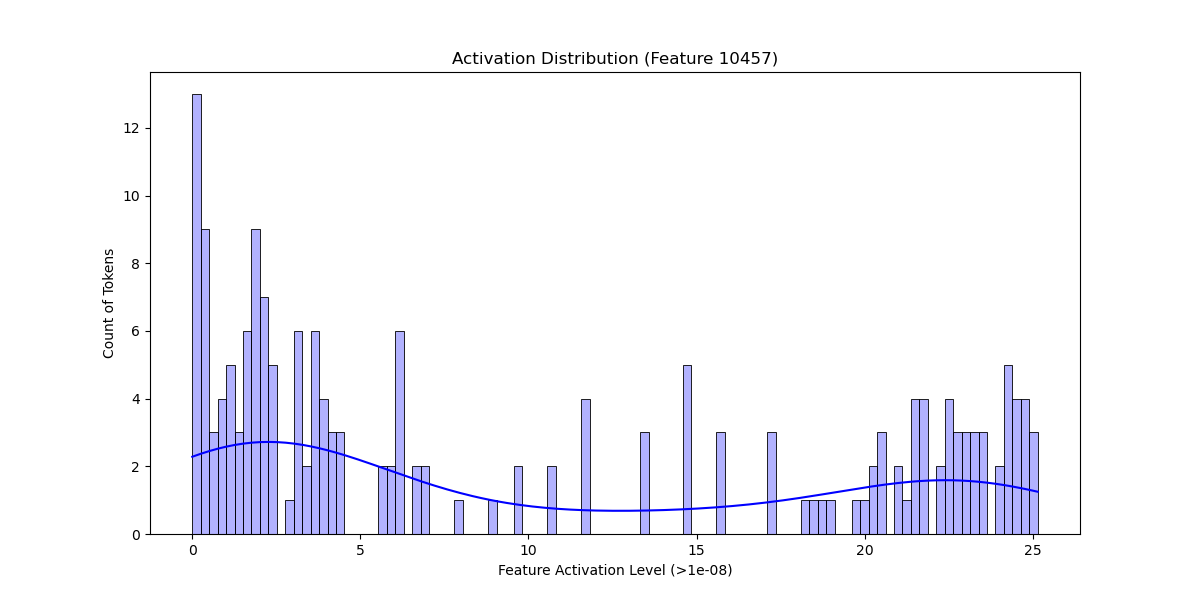 Activation Distribution (Feature 10457)
12
10
8
6
4
2
0
Count of Tokens
0 5 10 15 20 25
Feature Activation Level (>1e-08)